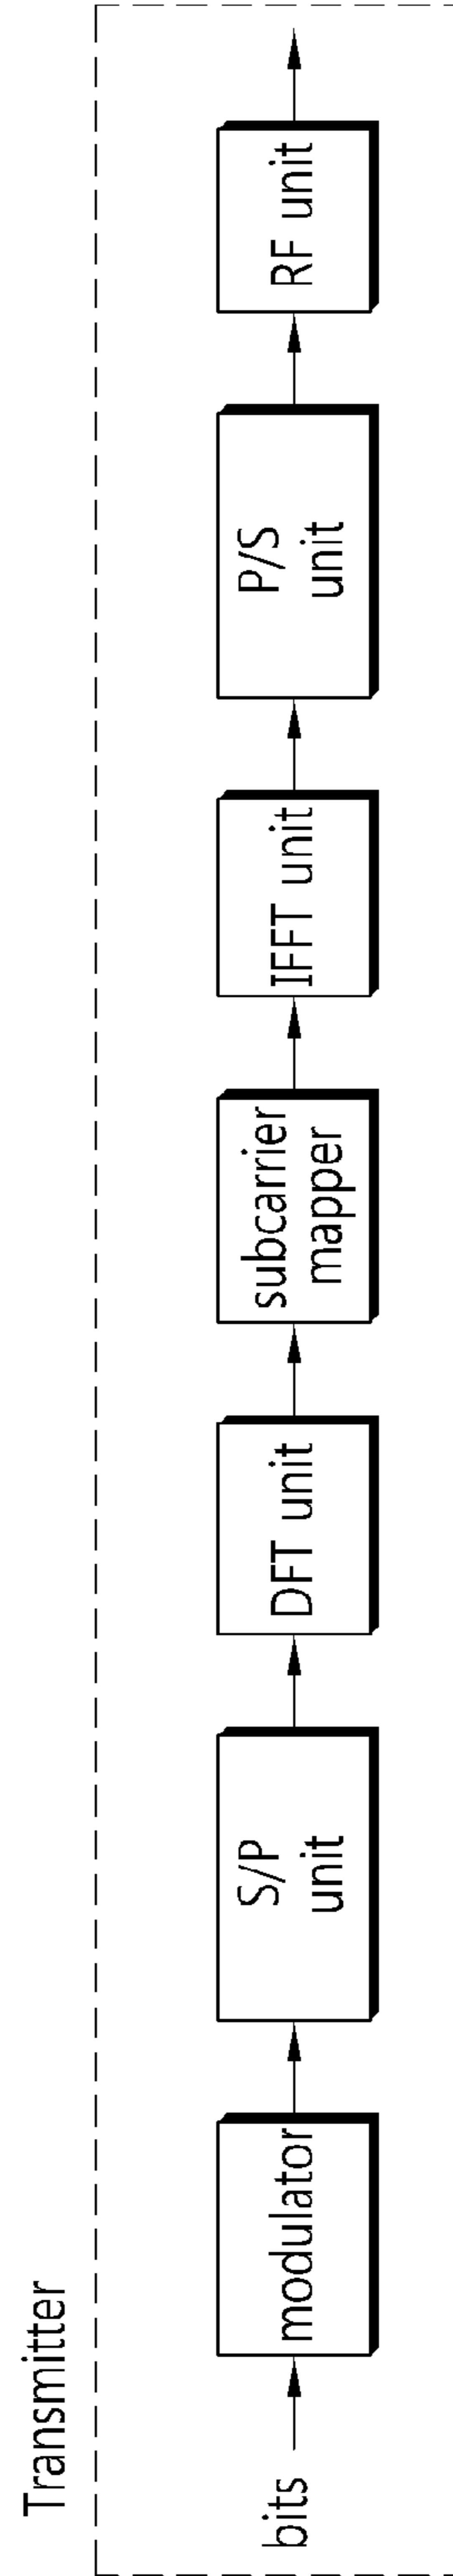 Transmitter
bits
modulator
S/P
unit
DFT unit
subcarrier
mapper
IFFT unit
P/S
unit
RF unit